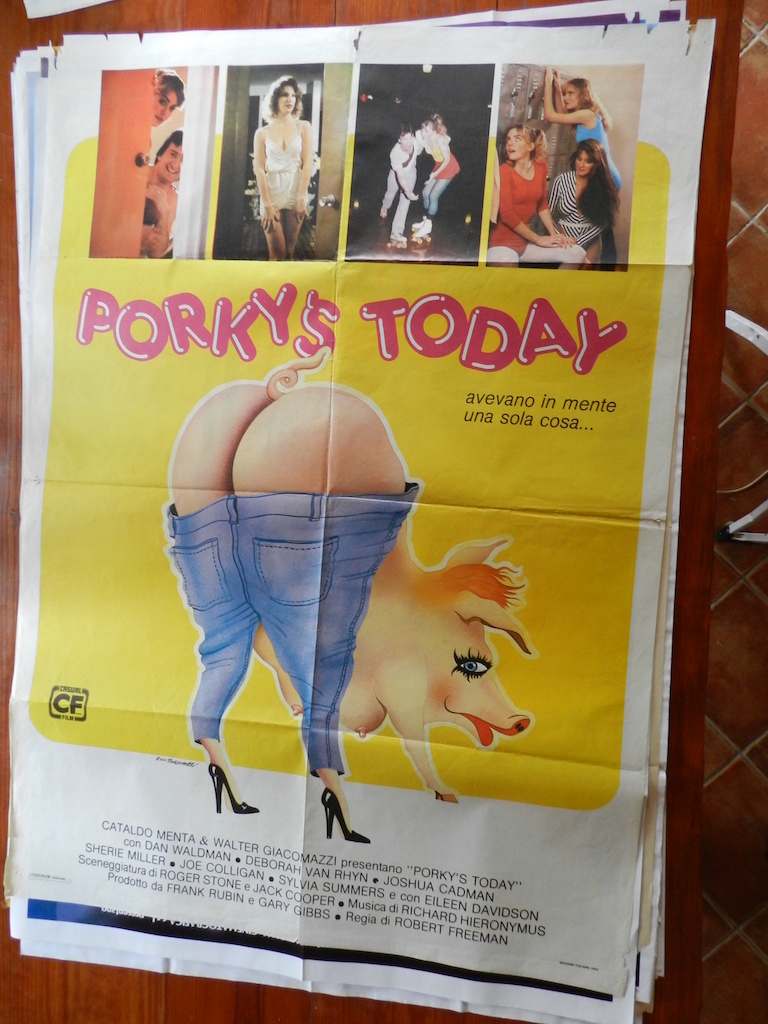 PORKY'S TODAY
avevano in mente
una sola cosa...
CASUAL
CF
FILM
CATALDO MENTA & WALTER GIACOMAZZI presentano "PORKY'S TODAY"
con DAN WALDMAN • DEBORAH VAN RHYN • JOSHUA CADMAN
SHERIE MILLER • JOE COLLIGAN • SYLVIA SUMMERS e con EILEEN DAVIDSON
Sceneggiatura di ROGER STONE e JACK COOPER • Musica di RICHARD HIERONYMUS
Prodotto da FRANK RUBIN e GARY GIBBS • Regia di ROBERT FREEMAN